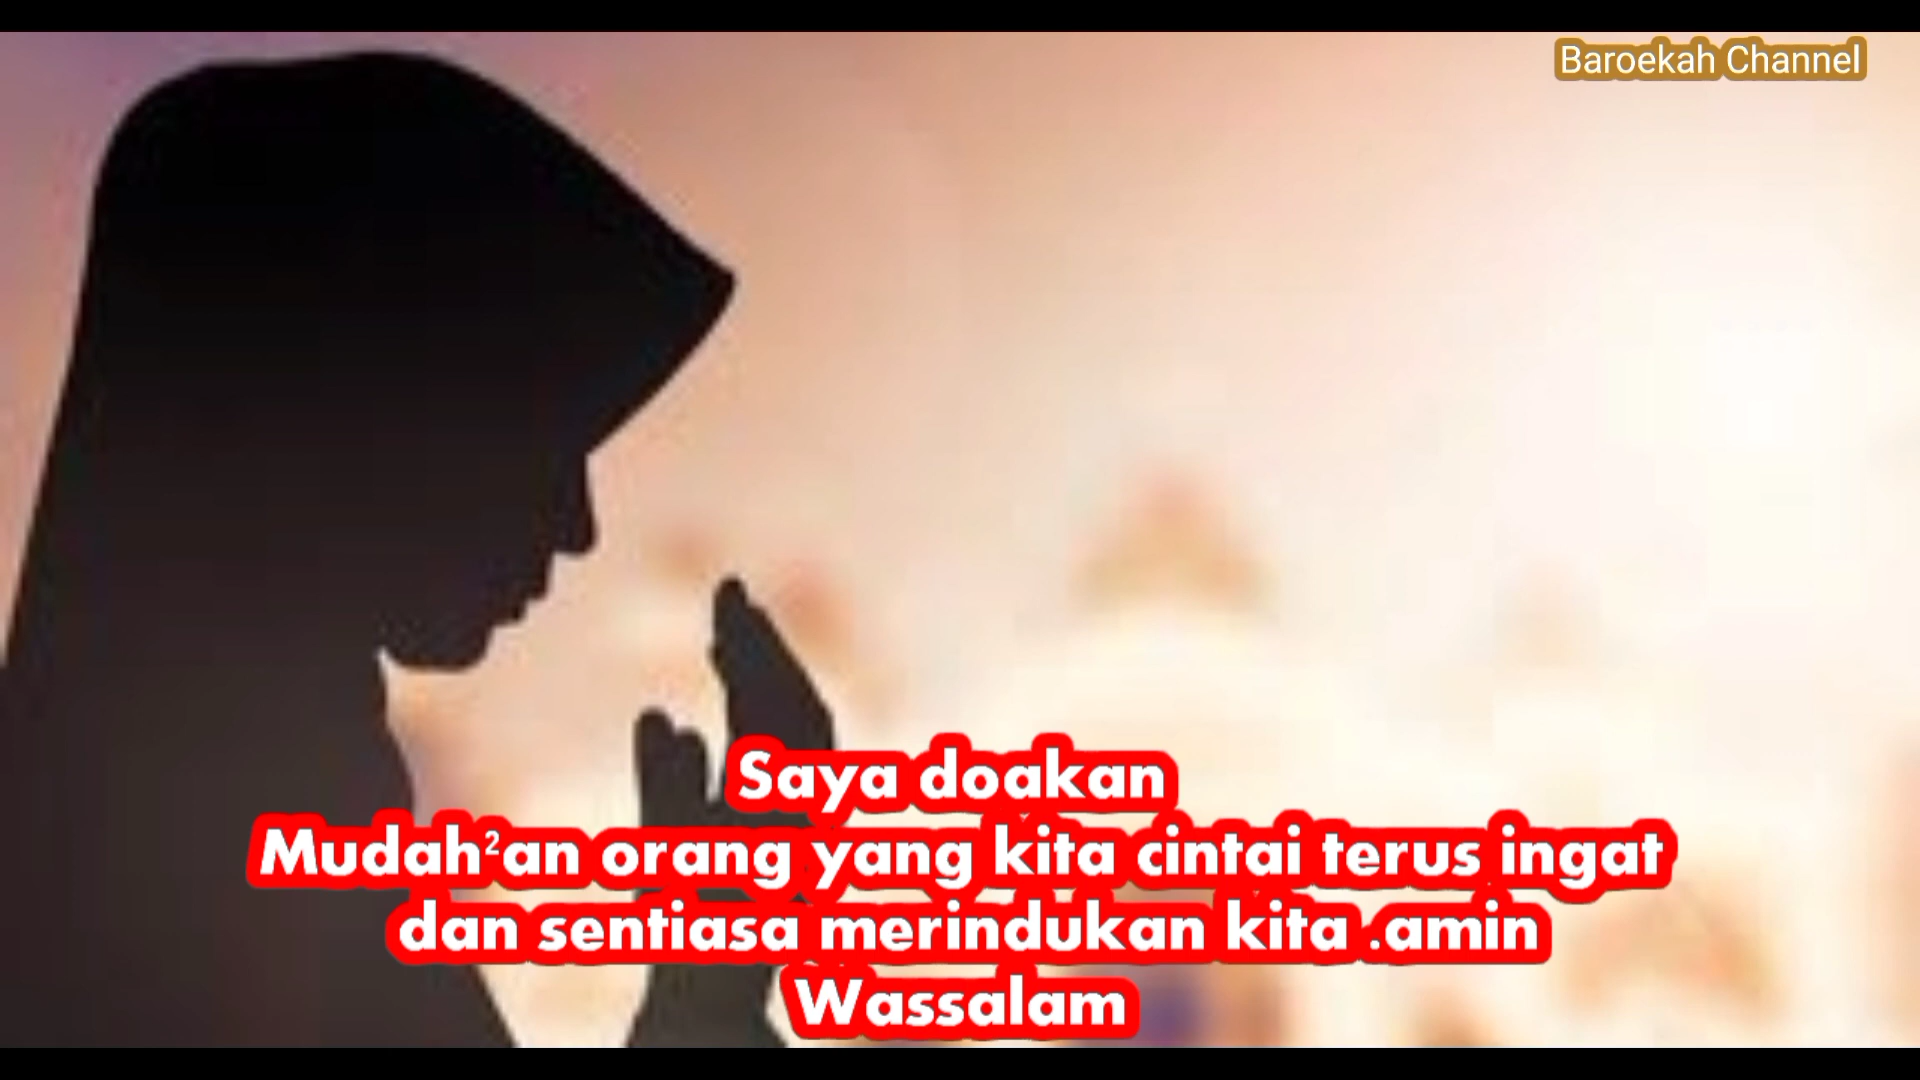 Baroekah Channel
Saya doakan
Mudah²an orang yang kita cintai terus ingat
dan sentiasa merindukan kita .amin
Wassalam